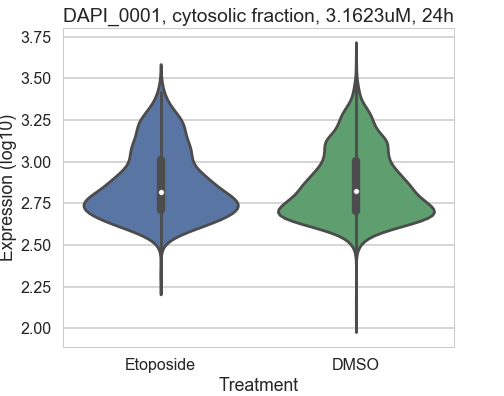 DAPI_0001, cytosolic fraction, 3.1623uM, 24h
3.75
3.50
3.25
3.00
2.75
2.50
2.25
2.00
Expression (log10)
Etoposide
DMSO
Treatment